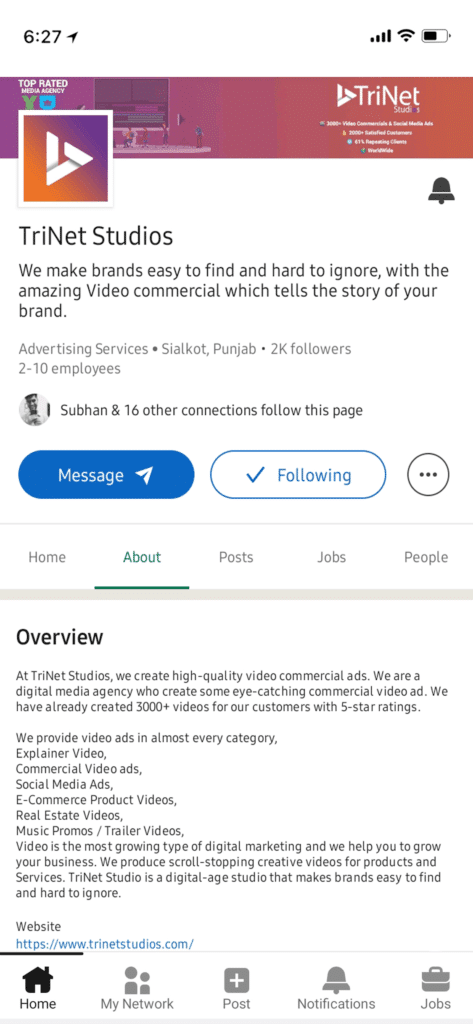 6:27
TOP RATED
MEDIA AGENCY
TriNet
Studios
3000+ Video Commercials & Social Media Ads
2000+ Satisfied Customers
61% Repeating Clients
WorldWide
TriNet Studios
We make brands easy to find and hard to ignore, with the
amazing Video commercial which tells the story of your
brand.
Advertising Services • Sialkot, Punjab • 2K followers
2-10 employees
Subhan & 16 other connections follow this page
Message
Following
Home
About
Posts
Jobs
People
Overview
At TriNet Studios, we create high-quality video commercial ads. We are a
digital media agency who create some eye-catching commercial video ad. We
have already created 3000+ videos for our customers with 5-star ratings.
We provide video ads in almost every category,
Explainer Video,
Commercial Video ads,
Social Media Ads,
E-Commerce Product Videos,
Real Estate Videos,
Music Promos / Trailer Videos,
Video is the most growing type of digital marketing and we help you to grow
your business. We produce scroll-stopping creative videos for products and
Services. TriNet Studio is a digital-age studio that makes brands easy to find
and hard to ignore.
Website
https://www.trinetstudios.com/
Home
My Network
Post
Notifications
Jobs